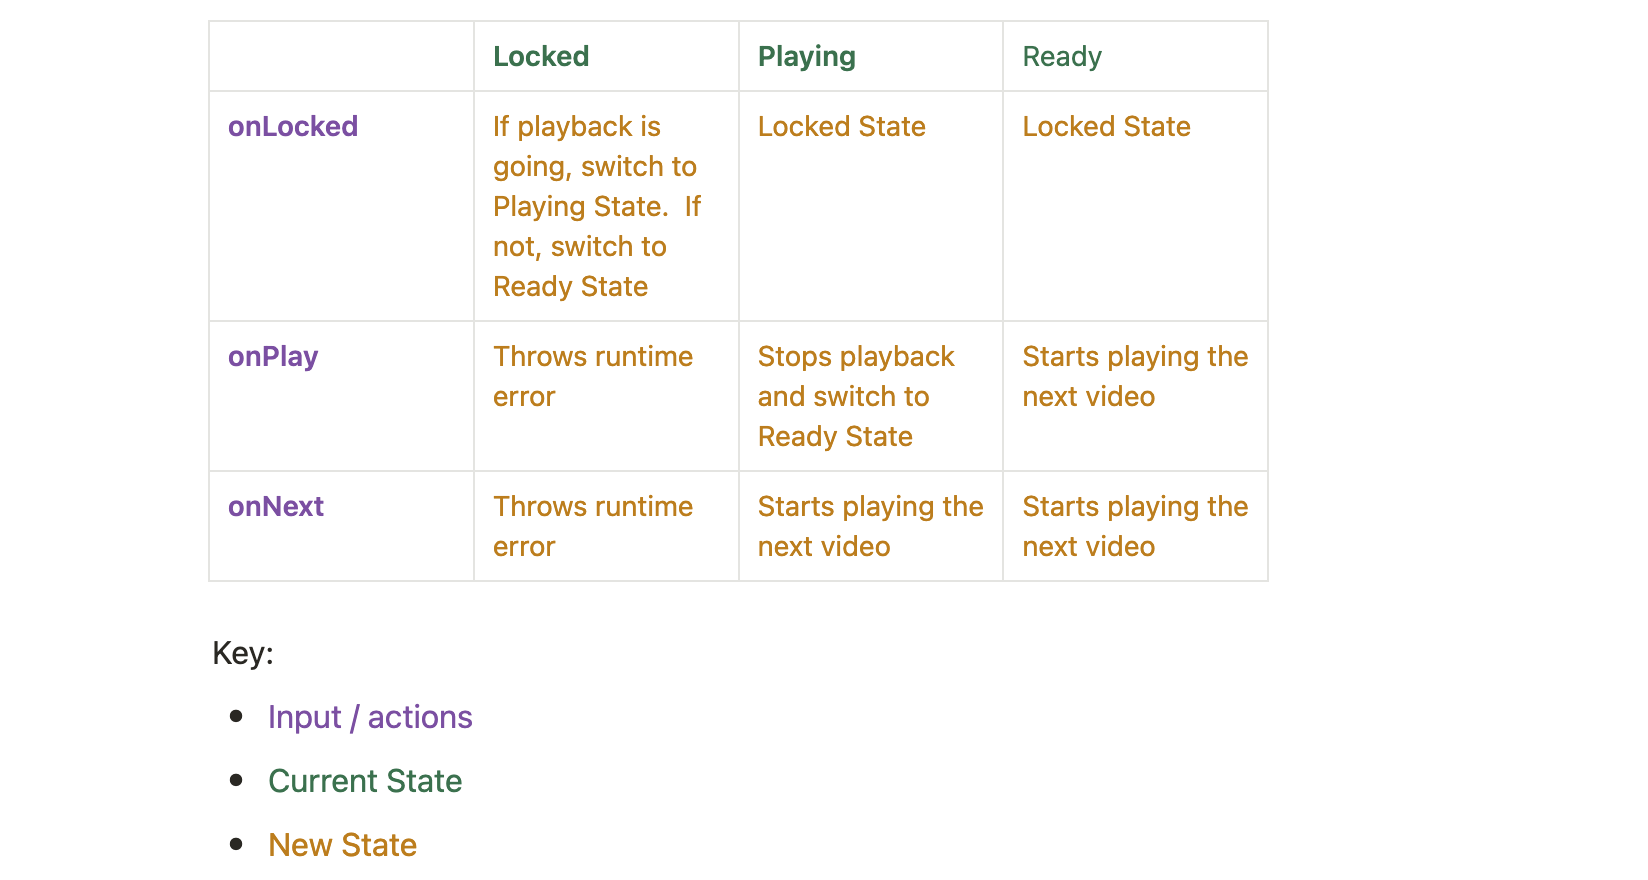 Locked Playing Ready
onLocked If playback is Locked State Locked State
going, switch to
Playing State.  If
not, switch to
Ready State
onPlay Throws runtime Stops playback Starts playing the
error and switch to next video
Ready State
onNext Throws runtime Starts playing the Starts playing the
error next video next video
Key:
• Input / actions
• Current State
• New State